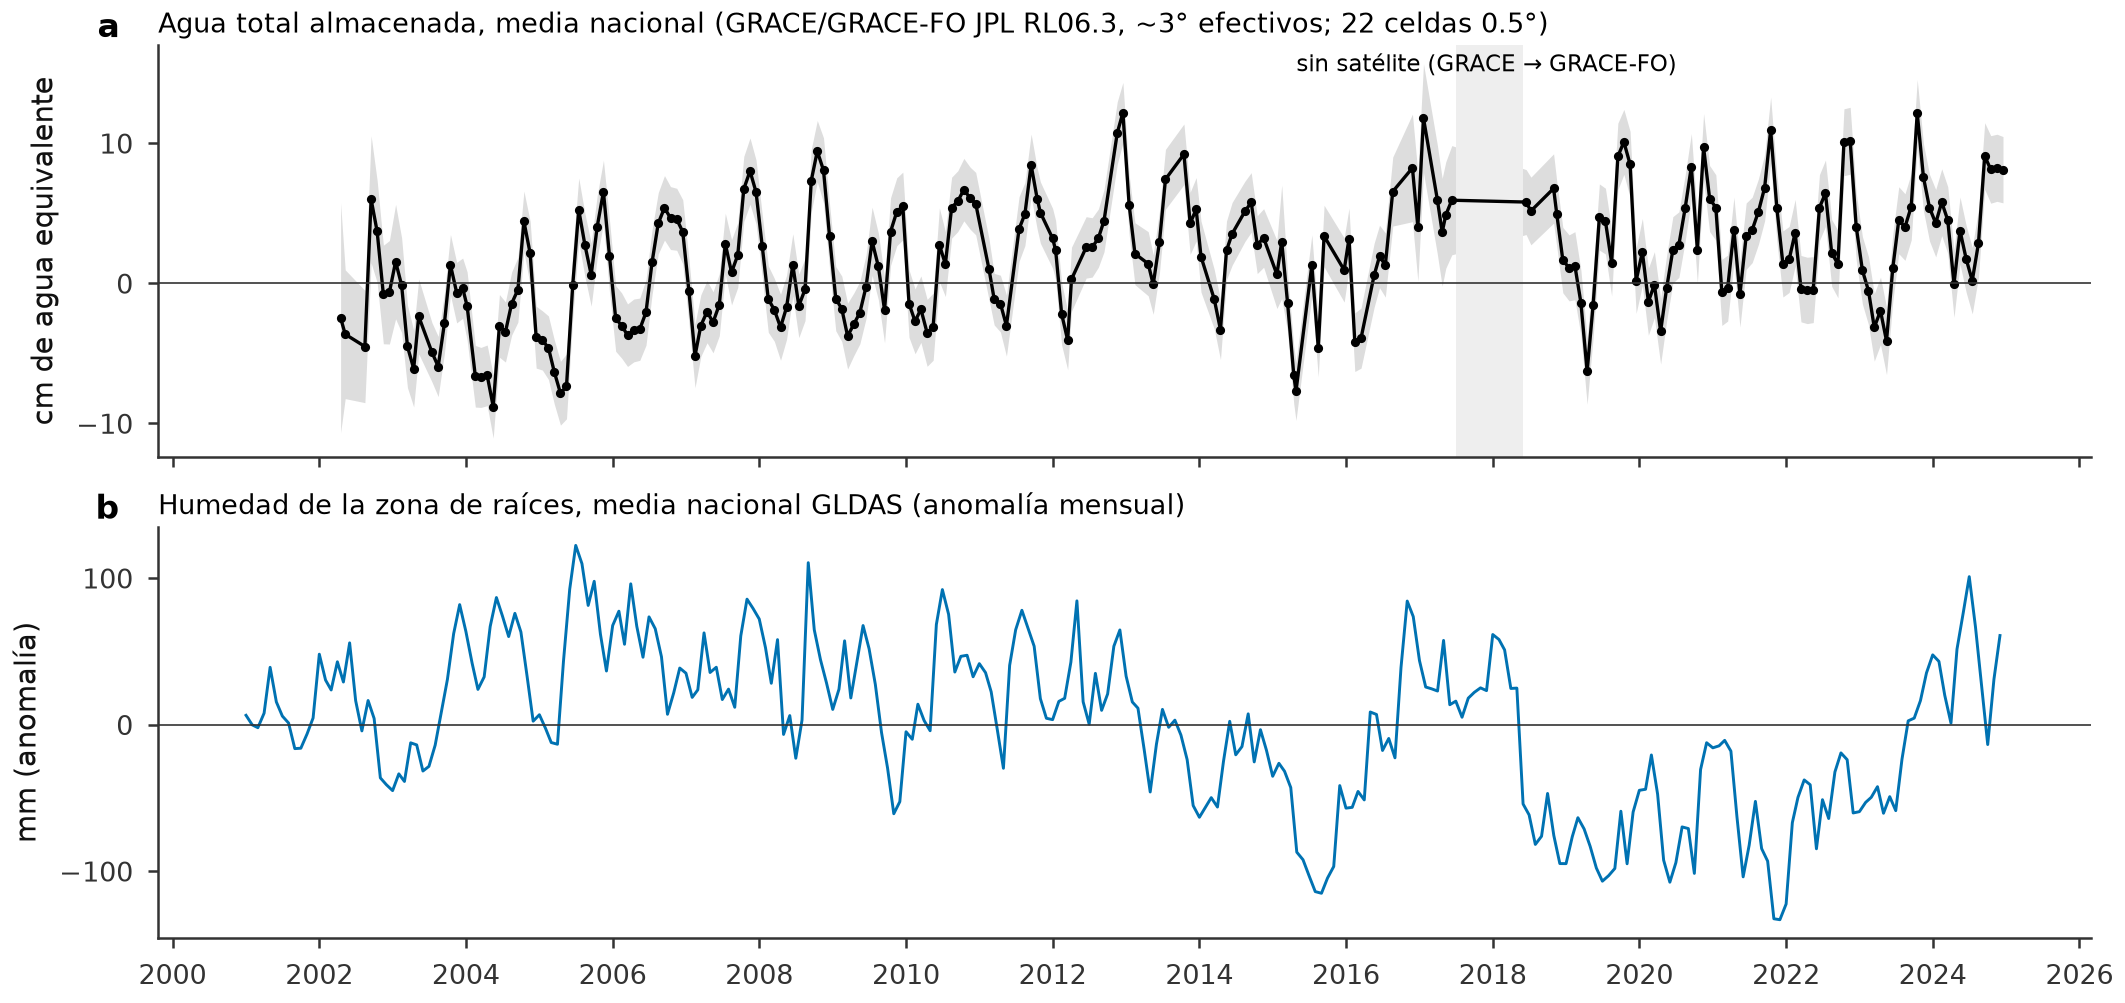 a Agua total almacenada, media nacional (GRACE/GRACE-FO JPL RL06.3, ~3° efectivos; 22 celdas 0.5°)
sin satélite (GRACE → GRACE-FO)
cm de agua equivalente
10
0
−10
b Humedad de la zona de raíces, media nacional GLDAS (anomalía mensual)
mm (anomalía)
100
0
−100
2000 2002 2004 2006 2008 2010 2012 2014 2016 2018 2020 2022 2024 2026